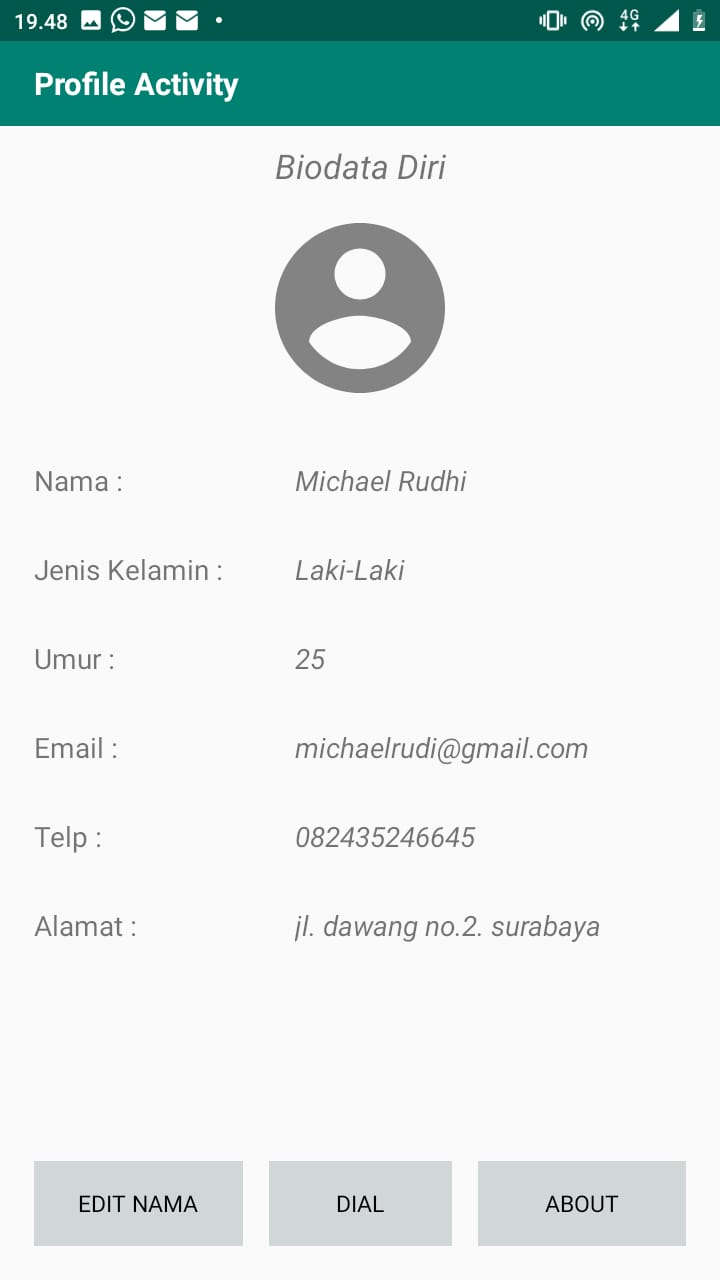 19.48
4G
Profile Activity
Biodata Diri
Nama : Michael Rudhi
Jenis Kelamin : Laki-Laki
Umur : 25
Email : michaelrudi@gmail.com
Telp : 082435246645
Alamat : jl. dawang no.2. surabaya
EDIT NAMA DIAL ABOUT